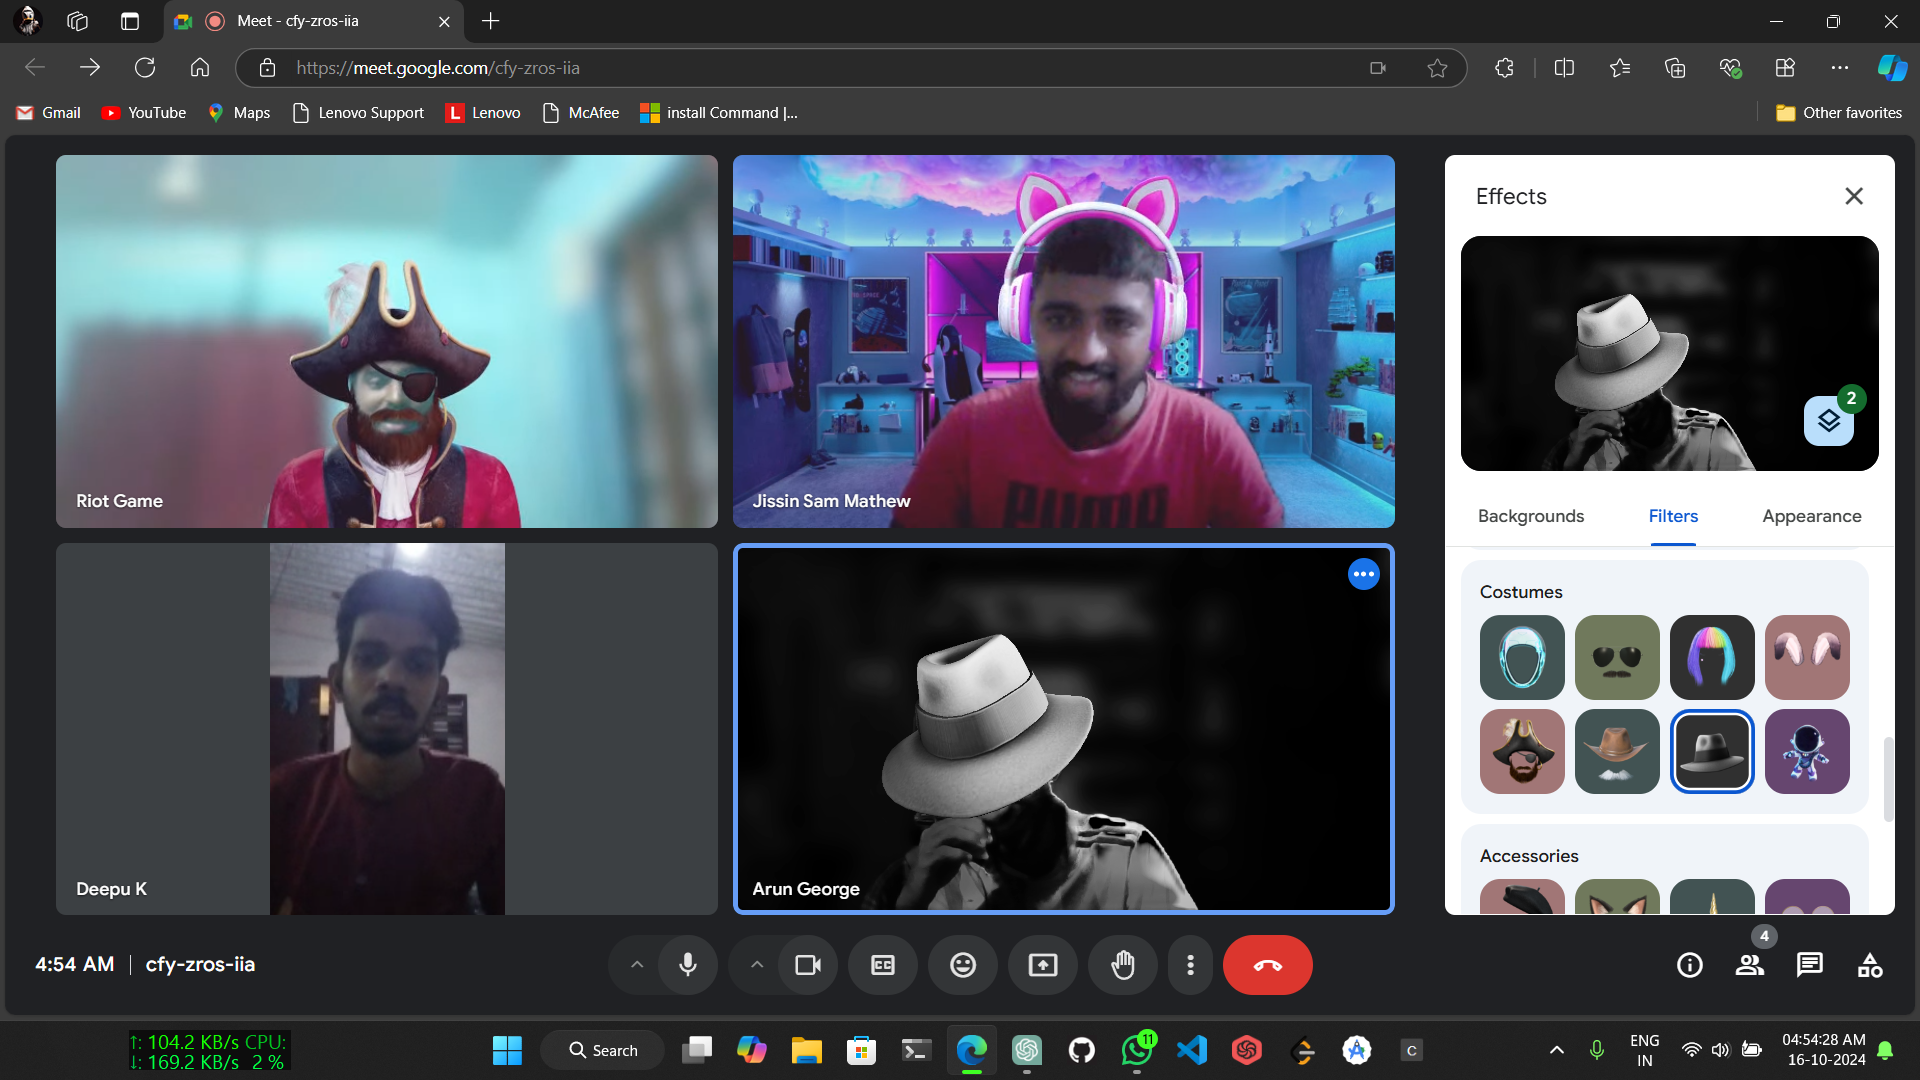 Meet - cfy-zros-iia
https://meet.google.com/cfy-zros-iia
Gmail
YouTube
Maps
Lenovo Support
L
Lenovo
McAfee
install Command |...
Other favorites
Riot Game
Jissin Sam Mathew
PUMA
Deepu K
Arun George
Effects
2
Backgrounds
Filters
Appearance
Costumes
Accessories
4:54 AM | cfy-zros-iia
CC
4
↑: 104.2 KB/s CPU:
↓: 169.2 KB/s 2 %
Search
11
C
ENG
IN
04:54:28 AM
16-10-2024